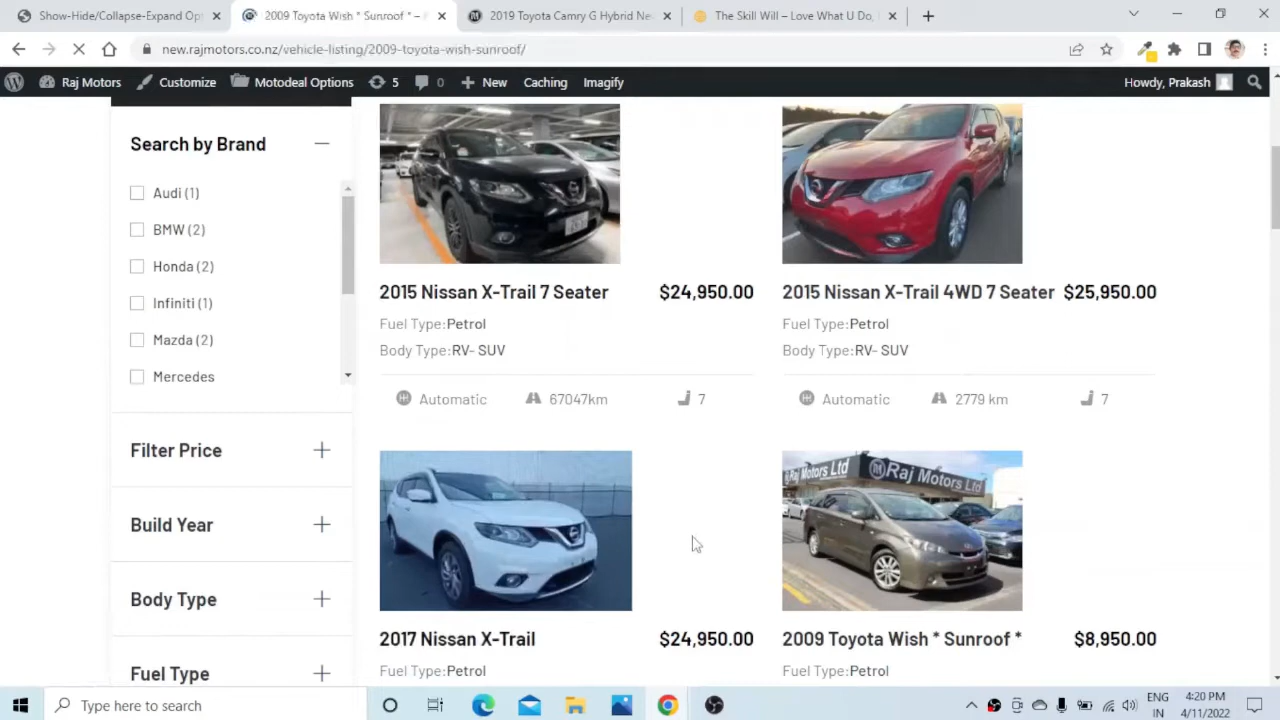 Show-Hide/Collapse-Expand Opt
2009 Toyota Wish * Sunroof * –
2019 Toyota Camry G Hybrid Ne
The Skill Will – Love What U Do,
new.rajmotors.co.nz/vehicle-listing/2009-toyota-wish-sunroof/
Raj Motors
Customize
Motodeal Options
5
0
New
Caching
Imagify
Howdy, Prakash
Search by Brand
Audi (1)
BMW (2)
Honda (2)
Infiniti (1)
Mazda (2)
Mercedes
Filter Price
Build Year
Body Type
Fuel Type
2015 Nissan X-Trail 7 Seater
$24,950.00
Fuel Type:Petrol
Body Type:RV- SUV
Automatic
67047km
7
2015 Nissan X-Trail 4WD 7 Seater
$25,950.00
Fuel Type:Petrol
Body Type:RV- SUV
Automatic
2779 km
7
2017 Nissan X-Trail
$24,950.00
Fuel Type:Petrol
Motors Ltd
Raj Motors Ltd
2009 Toyota Wish * Sunroof *
$8,950.00
Fuel Type:Petrol
Type here to search
ENG
IN
4:20 PM
4/11/2022